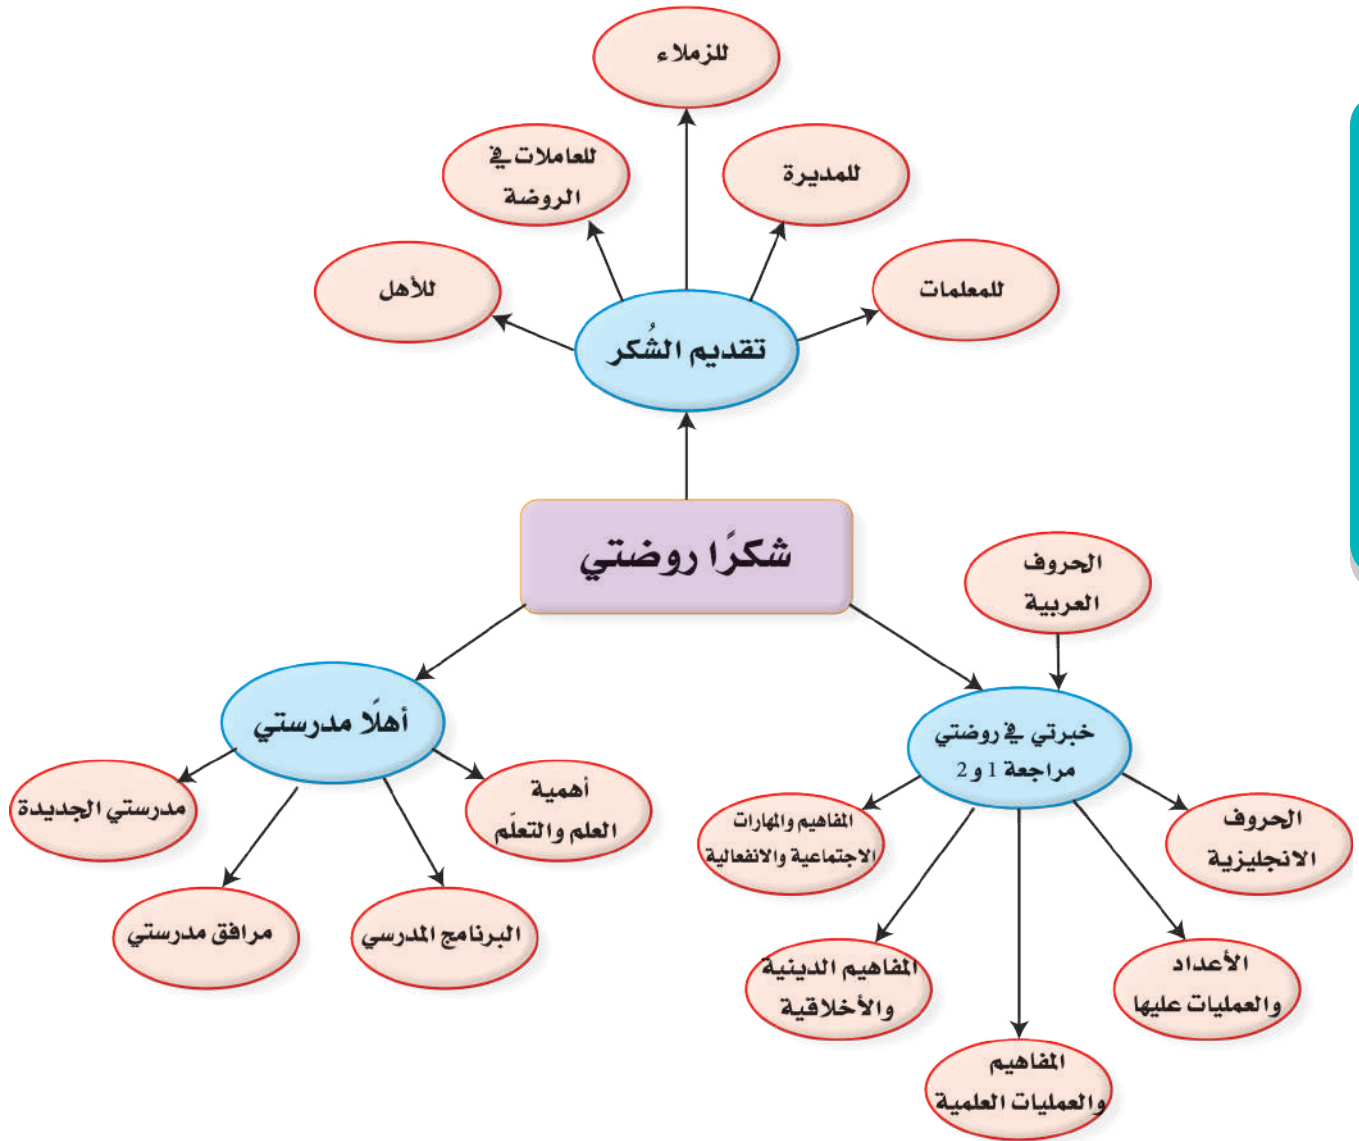 للزملاء
للعاملات في
الروضة
للمديرة
للأهل
للمعلمات
تقديم الشُكر
شكرًا روضتي
الحروف
العربية
خبرتي في روضتي
مراجعة 1 و 2
الحروف
الانجليزية
الأعداد
والعمليات عليها
المفاهيم
والعمليات العلمية
المفاهيم الدينية
والأخلاقية
المفاهيم والمهارات
الاجتماعية والانفعالية
أهلًا مدرستي
أهمية
العلم والتعلّم
البرنامج المدرسي
مرافق مدرستي
مدرستي الجديدة